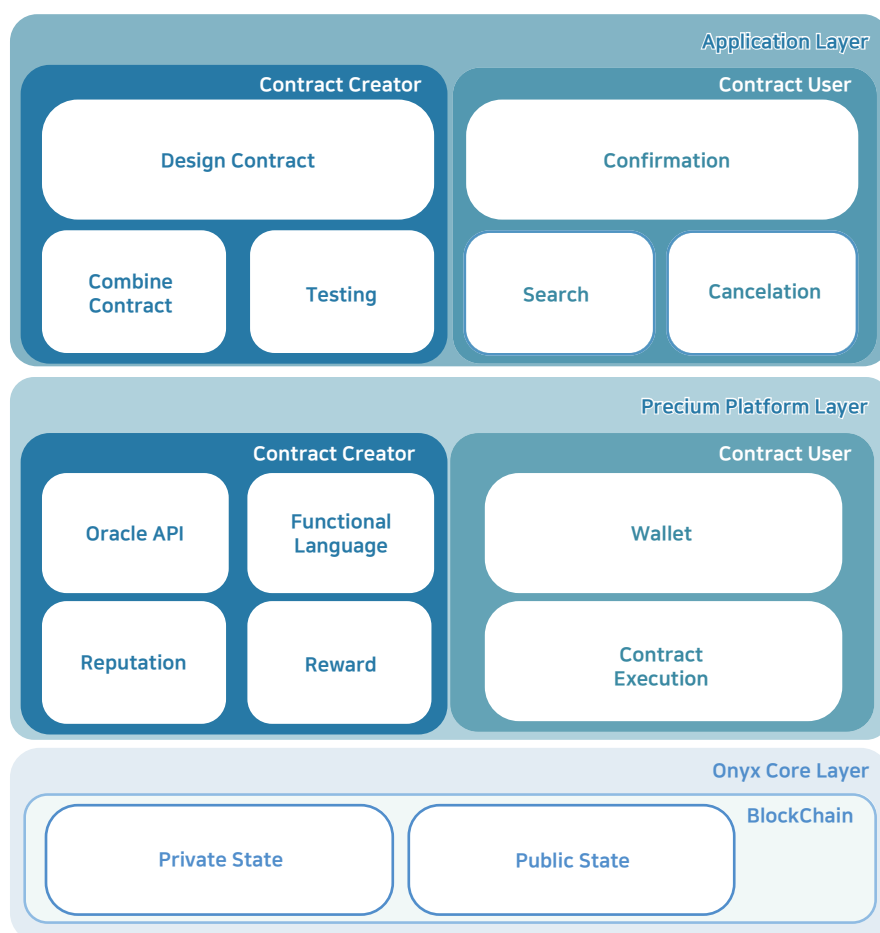 Application Layer
Contract Creator
Design Contract
Combine
Contract
Testing
Contract User
Confirmation
Search
Cancelation
Precium Platform Layer
Contract Creator
Oracle API
Functional
Language
Reputation
Reward
Contract User
Wallet
Contract
Execution
Onyx Core Layer
BlockChain
Private State
Public State